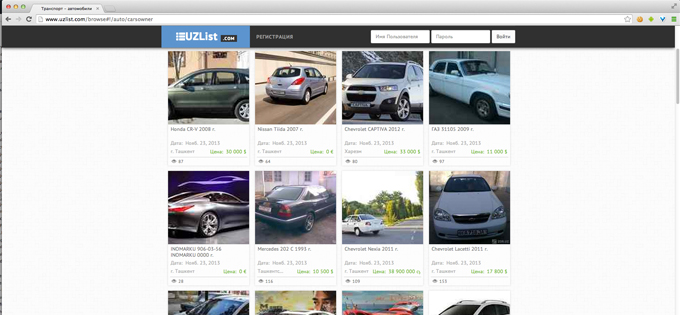 Транспорт - автомобили
www.uzlist.com/browse#!/auto/carsowner
UZList .COM
РЕГИСТРАЦИЯ
Имя Пользователя
Пароль
Войти
Honda CR-V 2008 г.
Дата: Нояб. 23, 2013
г. Ташкент Цена: 30 000 $
87
Nissan Tiida 2007 г.
Дата: Нояб. 23, 2013
г. Ташкент Цена: 0 €
64
Chevrolet CAPTIVA 2012 г.
Дата: Нояб. 23, 2013
Харкен Цена: 33 000 $
80
ГАЗ 31105 2009 г.
Дата: Нояб. 23, 2013
г. Ташкент Цена: 11 000 $
97
INOMARKU 906-03-56
INOMARKU 0000 г.
Дата: Нояб. 23, 2013
г. Ташкент Цена: 0 €
28
Mercedes 202 C 1993 г.
Дата: Нояб. 23, 2013
Ташкентс... Цена: 10 500 $
116
Chevrolet Nexia 2011 г.
Дата: Нояб. 23, 2013
г. Ташкент Цена: 38 900 000
109
Chevrolet Lacetti 2011 г.
Дата: Нояб. 23, 2013
г. Ташкент Цена: 17 800 $
113